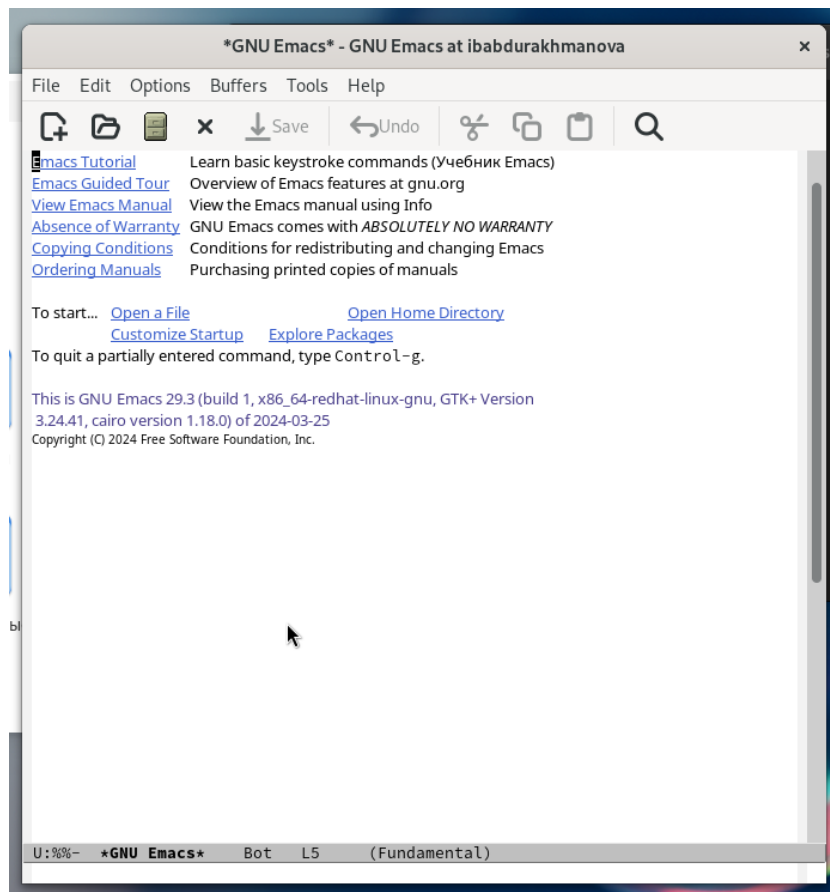 *GNU Emacs* - GNU Emacs at ibabdurakhmanova
File Edit Options Buffers Tools Help
Save Undo
Emacs Tutorial Learn basic keystroke commands (Учебник Emacs)
Emacs Guided Tour Overview of Emacs features at gnu.org
View Emacs Manual View the Emacs manual using Info
Absence of Warranty GNU Emacs comes with ABSOLUTELY NO WARRANTY
Copying Conditions Conditions for redistributing and changing Emacs
Ordering Manuals Purchasing printed copies of manuals
To start... Open a File Open Home Directory
Customize Startup Explore Packages
To quit a partially entered command, type Control-g.
This is GNU Emacs 29.3 (build 1, x86_64-redhat-linux-gnu, GTK+ Version
3.24.41, cairo version 1.18.0) of 2024-03-25
Copyright (C) 2024 Free Software Foundation, Inc.
ы
U:%%- *GNU Emacs* Bot L5 (Fundamental)